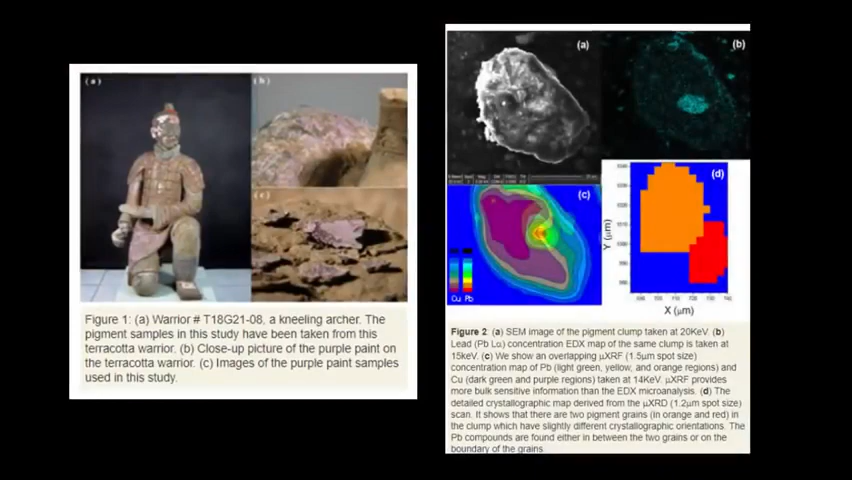 (a)
(b)
(c)
Figure 1: (a) Warrior # T18G21-08, a kneeling archer. The
pigment samples in this study have been taken from this
terracotta warrior. (b) Close-up picture of the purple paint on
the terracotta warrior. (c) Images of the purple paint samples
used in this study.
(a)
(b)
(c)
Cu Pb
(d)
Y (µm)
X (µm)
Figure 2: (a) SEM image of the pigment clump taken at 20KeV. (b)
Lead (Pb Lα) concentration EDX map of the same clump is taken at
15keV. (c) We show an overlapping µXRF (1.5µm spot size)
concentration map of Pb (light green, yellow, and orange regions) and
Cu (dark green and purple regions) taken at 14KeV. µXRF provides
more bulk sensitive information than the EDX microanalysis. (d) The
detailed crystallographic map derived from the µXRD (1.2µm spot size)
scan. It shows that there are two pigment grains (in orange and red) in
the clump which have slightly different crystallographic orientations. The
Pb compounds are found either in between the two grains or on the
boundary of the grains.